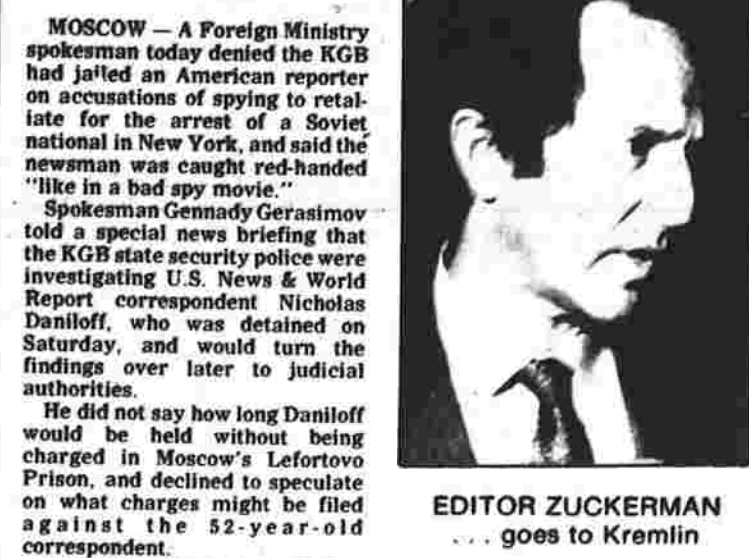 MOSCOW — A Foreign Ministry
spokesman today denied the KGB
had jailed an American reporter
on accusations of spying to retal-
iate for the arrest of a Soviet
national in New York, and said the
newsman was caught red-handed
"like in a bad spy movie."
Spokesman Gennady Gerasimov
told a special news briefing that
the KGB state security police were
investigating U.S. News & World
Report correspondent Nicholas
Daniloff, who was detained on
Saturday, and would turn the
findings over later to judicial
authorities.
He did not say how long Daniloff
would be held without being
charged in Moscow's Lefortovo
Prison, and declined to speculate
on what charges might be filed
against the 52-year-old
correspondent.
EDITOR ZUCKERMAN
. . . goes to Kremlin